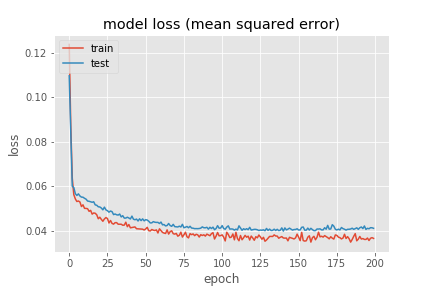 model loss (mean squared error)
train
test
0.12
0.10
0.08
0.06
0.04
loss
0 25 50 75 100 125 150 175 200
epoch